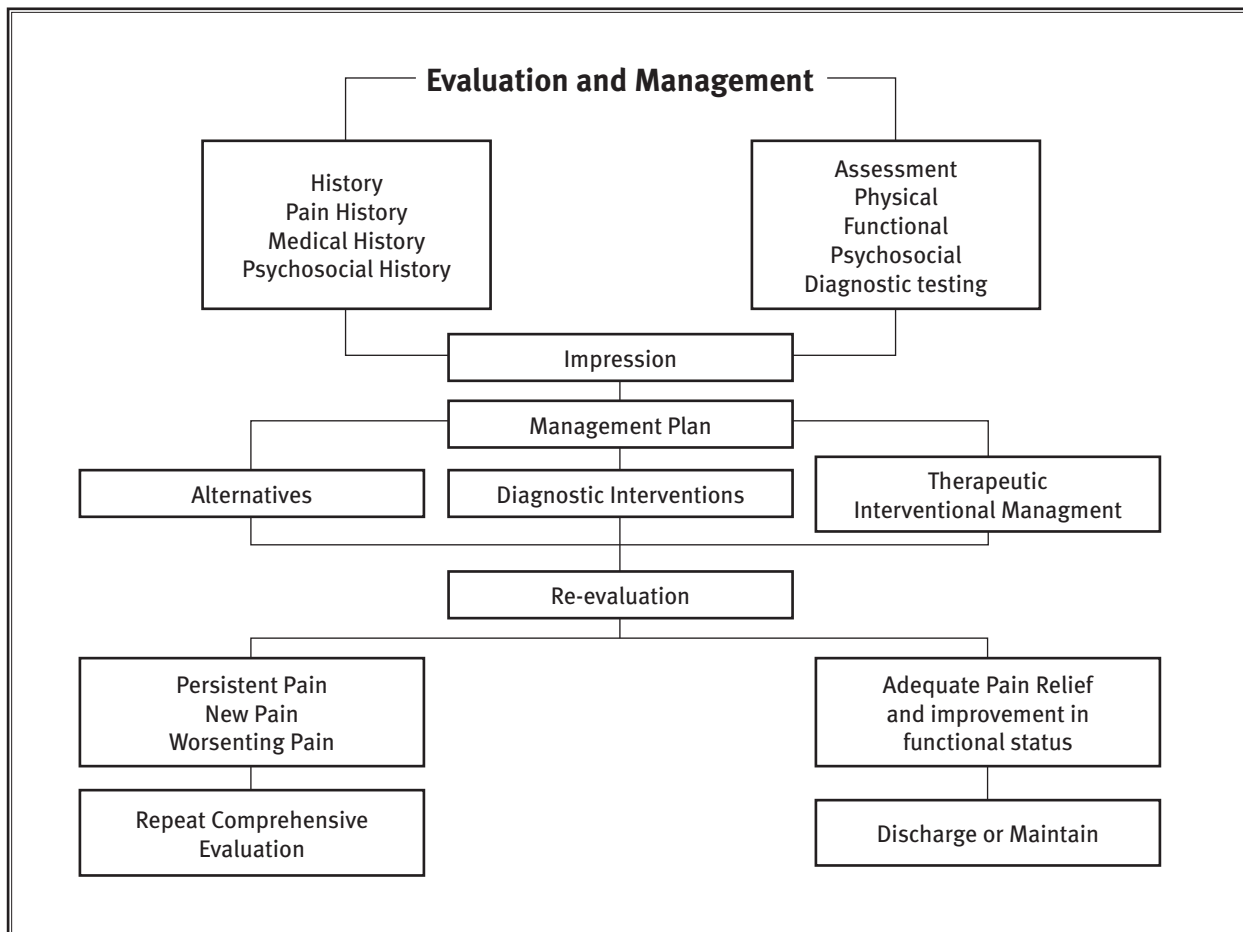 Evaluation and Management
History
Pain History
Medical History
Psychosocial History
Assessment
Physical
Functional
Psychosocial
Diagnostic testing
Impression
Management Plan
Alternatives
Diagnostic Interventions
Therapeutic
Interventional Managment
Re-evaluation
Persistent Pain
New Pain
Worsenting Pain
Adequate Pain Relief
and improvement in
functional status
Repeat Comprehensive
Evaluation
Discharge or Maintain